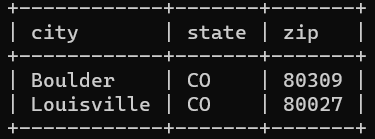 +------------+-------+-------+
| city       | state | zip   |
+------------+-------+-------+
| Boulder    | CO    | 80309 |
| Louisville | CO    | 80027 |
+------------+-------+-------+